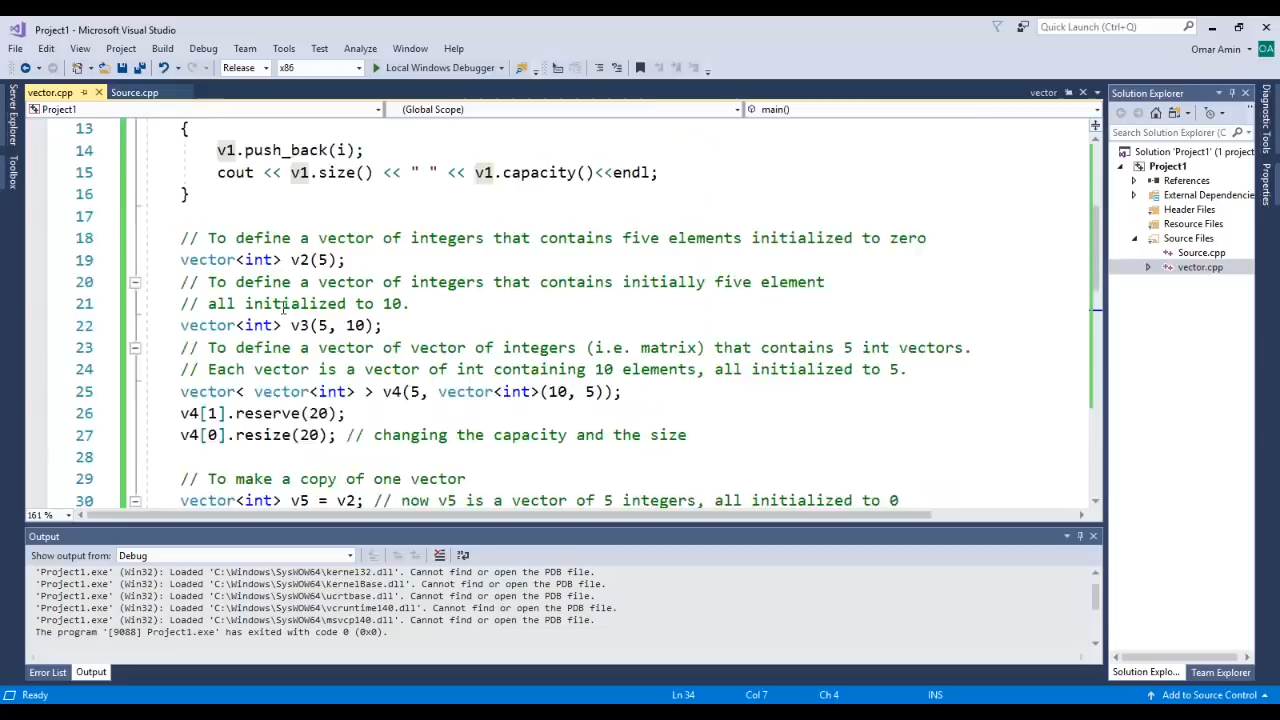 Project1 - Microsoft Visual Studio
Quick Launch (Ctrl+Q)
File Edit View Project Build Debug Team Tools Test Analyze Window Help
Omar Amin OA
Release x86 Local Windows Debugger
vector.cpp Source.cpp vector
Project1 (Global Scope) main()
Server Explorer
Toolbox
13 {
14 v1.push_back(i);
15 cout << v1.size() << " " << v1.capacity()<<endl;
16 }
17
18 // To define a vector of integers that contains five elements initialized to zero
19 vector<int> v2(5);
20 // To define a vector of integers that contains initially five element
21 // all initialized to 10.
22 vector<int> v3(5, 10);
23 // To define a vector of vector of integers (i.e. matrix) that contains 5 int vectors.
24 // Each vector is a vector of int containing 10 elements, all initialized to 5.
25 vector< vector<int> > v4(5, vector<int>(10, 5));
26 v4[1].reserve(20);
27 v4[0].resize(20); // changing the capacity and the size
28
29 // To make a copy of one vector
30 vector<int> v5 = v2; // now v5 is a vector of 5 integers, all initialized to 0
161 %
Output
Show output from: Debug
'Project1.exe' (Win32): Loaded 'C:\Windows\SysWOW64\kernel32.dll'. Cannot find or open the PDB file.
'Project1.exe' (Win32): Loaded 'C:\Windows\SysWOW64\KernelBase.dll'. Cannot find or open the PDB file.
'Project1.exe' (Win32): Loaded 'C:\Windows\SysWOW64\ucrtbase.dll'. Cannot find or open the PDB file.
'Project1.exe' (Win32): Loaded 'C:\Windows\SysWOW64\vcruntime140.dll'. Cannot find or open the PDB file.
'Project1.exe' (Win32): Loaded 'C:\Windows\SysWOW64\msvcp140.dll'. Cannot find or open the PDB file.
The program '[9088] Project1.exe' has exited with code 0 (0x0).
Error List Output
Solution Explorer
Search Solution Explorer (Ctrl
Solution 'Project1' (1 project
Project1
References
External Dependencie
Header Files
Resource Files
Source Files
Source.cpp
vector.cpp
Solution Explo... Team Explorer
Diagnostic Tools
Properties
Ready Ln 34 Col 7 Ch 4 INS Add to Source Control